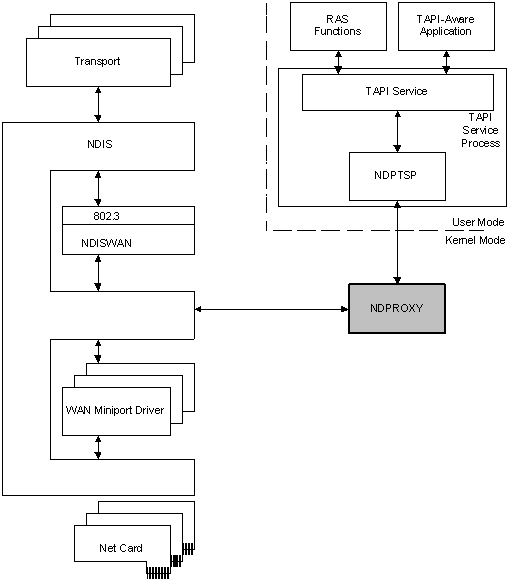 Transport
NDIS
802.3
NDISWAN
WAN Miniport Driver
Net Card
RAS
Functions
TAPI-Aware
Application
TAPI Service
TAPI
Service
Process
NDPTSP
User Mode
Kernel Mode
NDPROXY